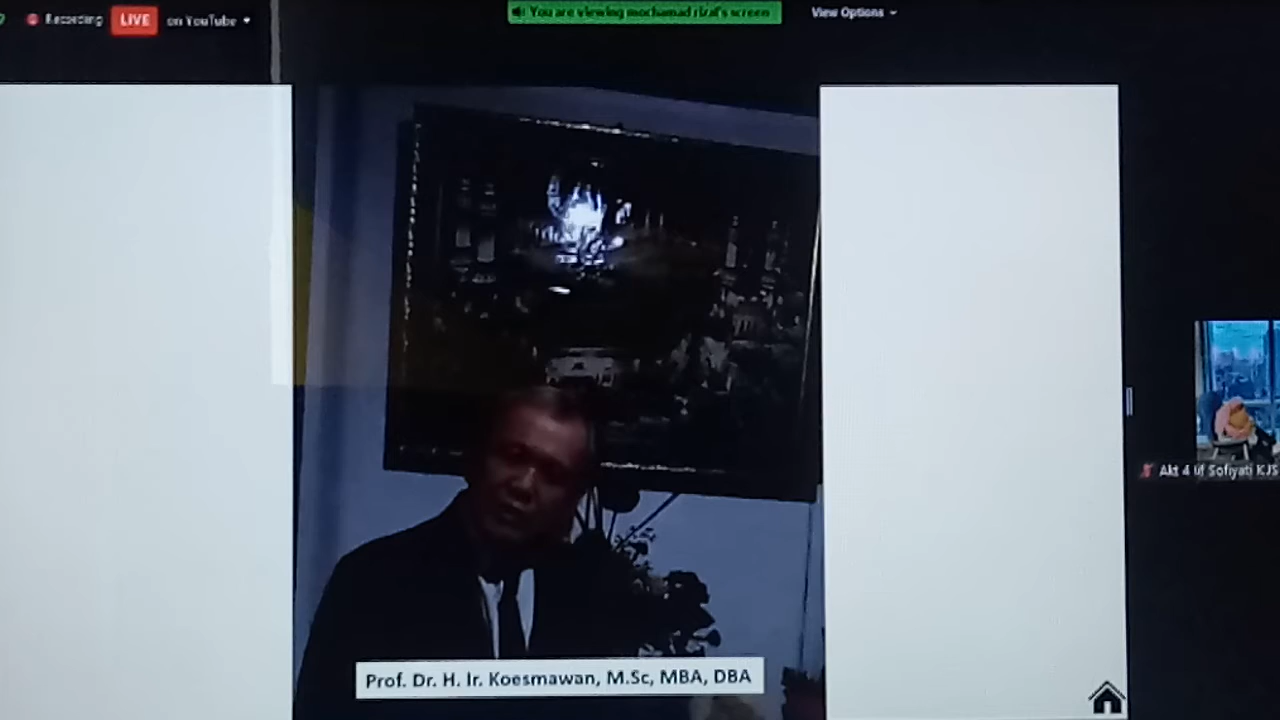 Recording LIVE on YouTube
You are viewing mochamad rizal's screen
View Options
Akt 4
Sofiyati KJS
Prof. Dr. H. Ir. Koesmawan, M.Sc, MBA, DBA